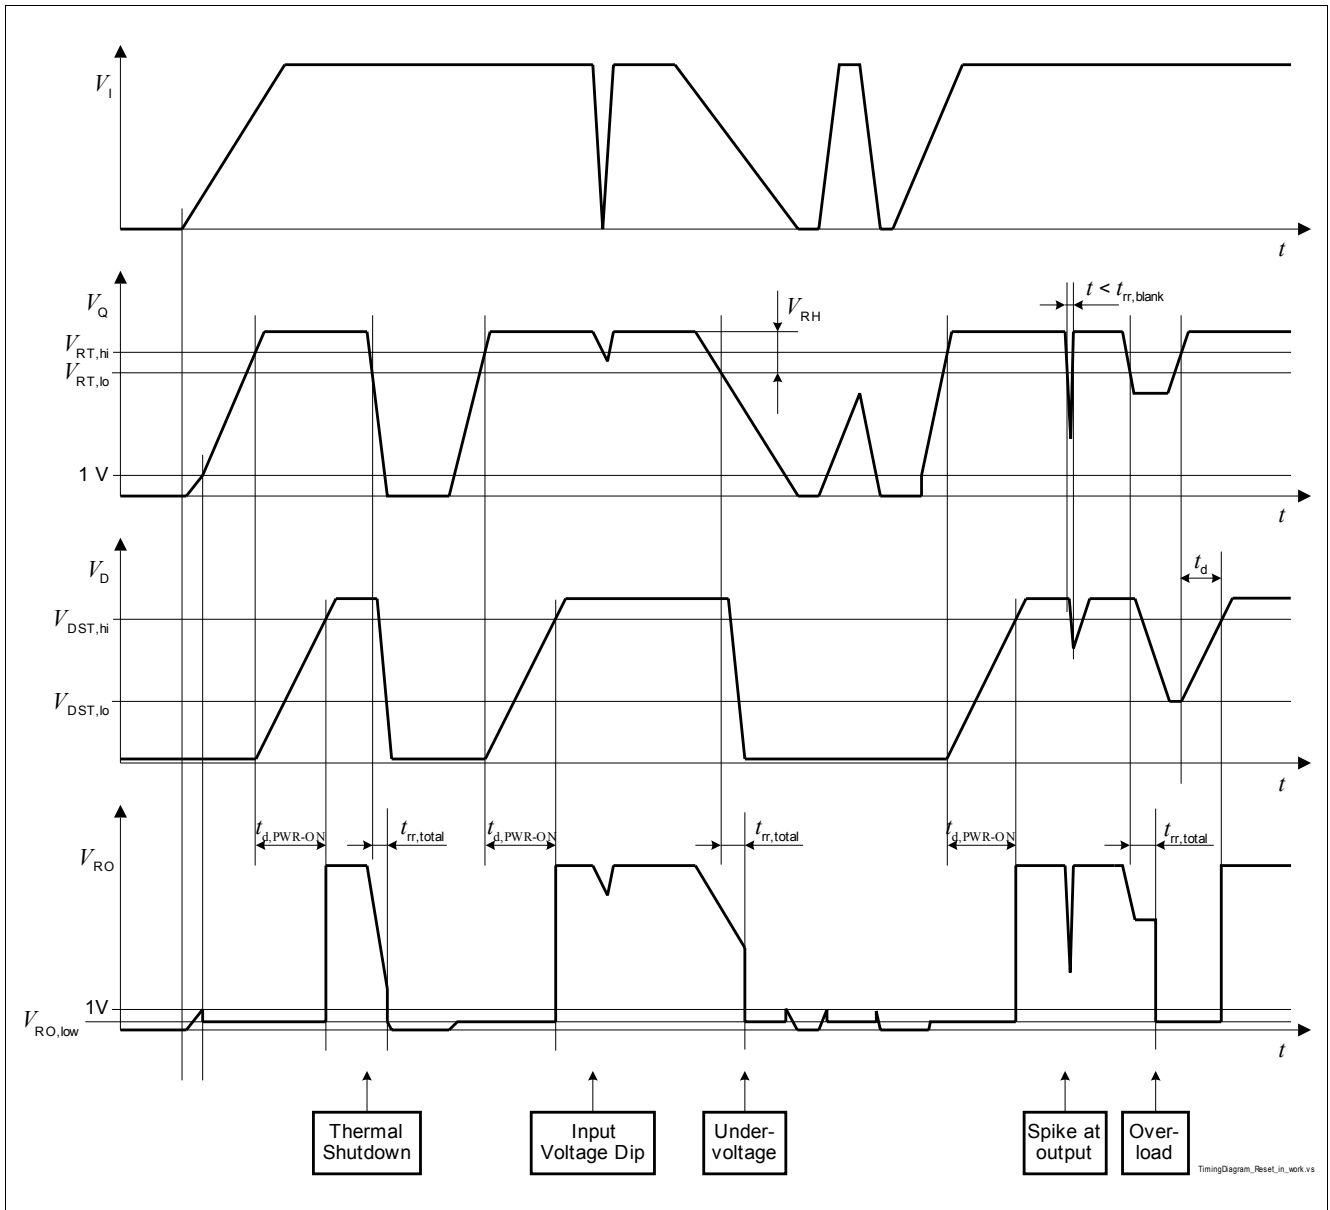 V_I
t
V_Q
V_RH
t < t_rr,blank
V_RT,hi
V_RT,lo
1 V
t
V_D
t_d
V_DST,hi
V_DST,lo
t
t_d,PWR-ON
t_rr,total
t_d,PWR-ON
t_rr,total
t_d,PWR-ON
t_rr,total
V_RO
1V
V_RO,low
t
Thermal
Shutdown
Input
Voltage Dip
Under-
voltage
Spike at
output
Over-
load
TimingDiagram_Reset_in_work.vs